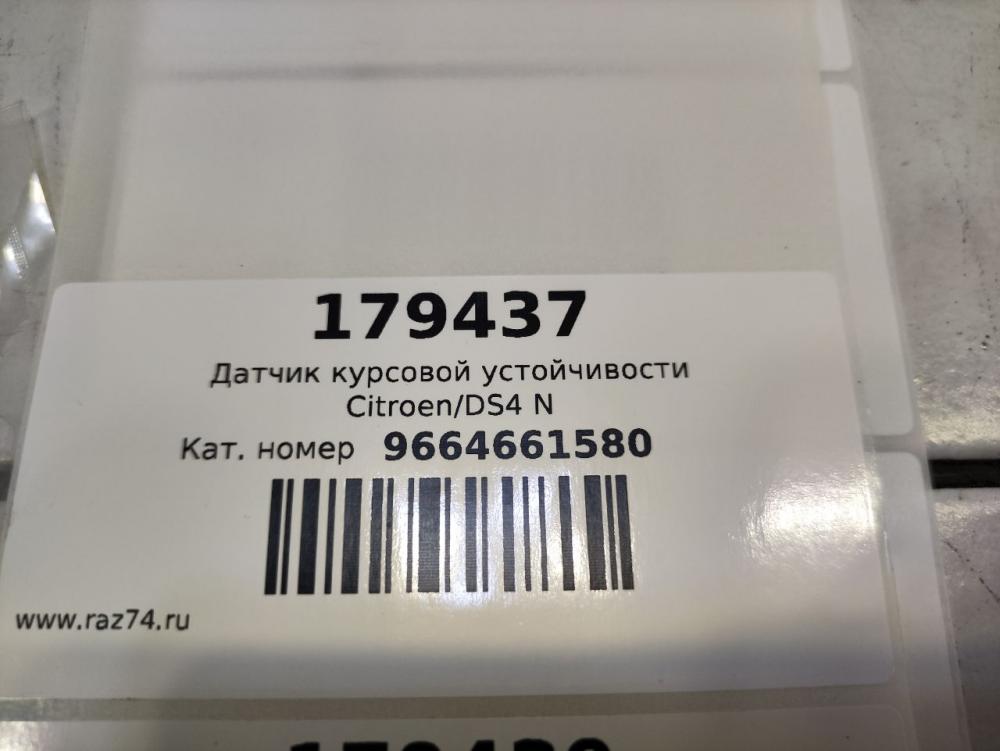 179437
Датчик курсовой устойчивости
Citroen/DS4 N
Кат. номер 9664661580
www.raz74.ru